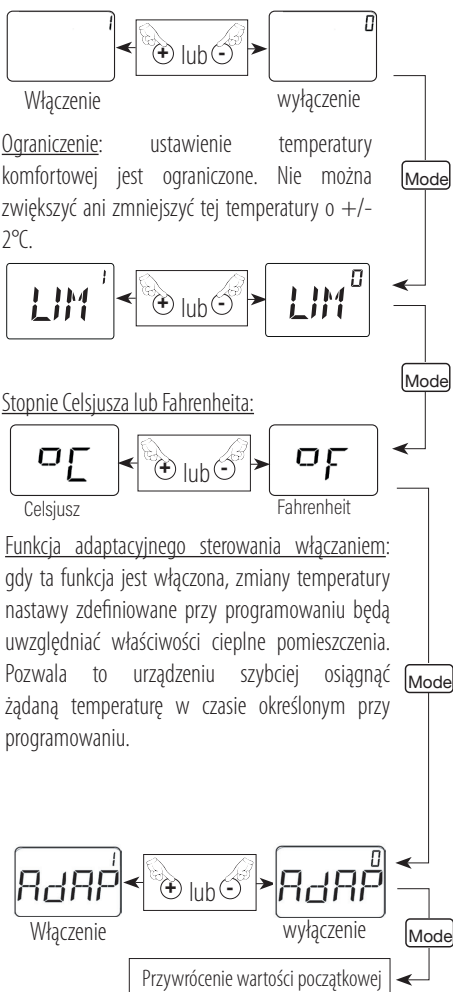 1 + lub - 0
Włączenie wyłączenie
Ograniczenie: ustawienie temperatury
komfortowej jest ograniczone. Nie można
zwiększyć ani zmniejszyć tej temperatury o +/-
2°C.
Mode
LIM 1 + lub - LIM 0
Mode
Stopnie Celsjusza lub Fahrenheita:
°C + lub - °F
Celsjusz Fahrenheit
Funkcja adaptacyjnego sterowania włączaniem:
gdy ta funkcja jest włączona, zmiany temperatury
nastawy zdefiniowane przy programowaniu będą
uwzględniać właściwości cieplne pomieszczenia.
Pozwala to urządzeniu szybciej osiągnąć
żądaną temperaturę w czasie określonym przy
programowaniu.
Mode
AdAP 1 + lub - AdAP 0
Włączenie wyłączenie
Mode
Przywrócenie wartości początkowej